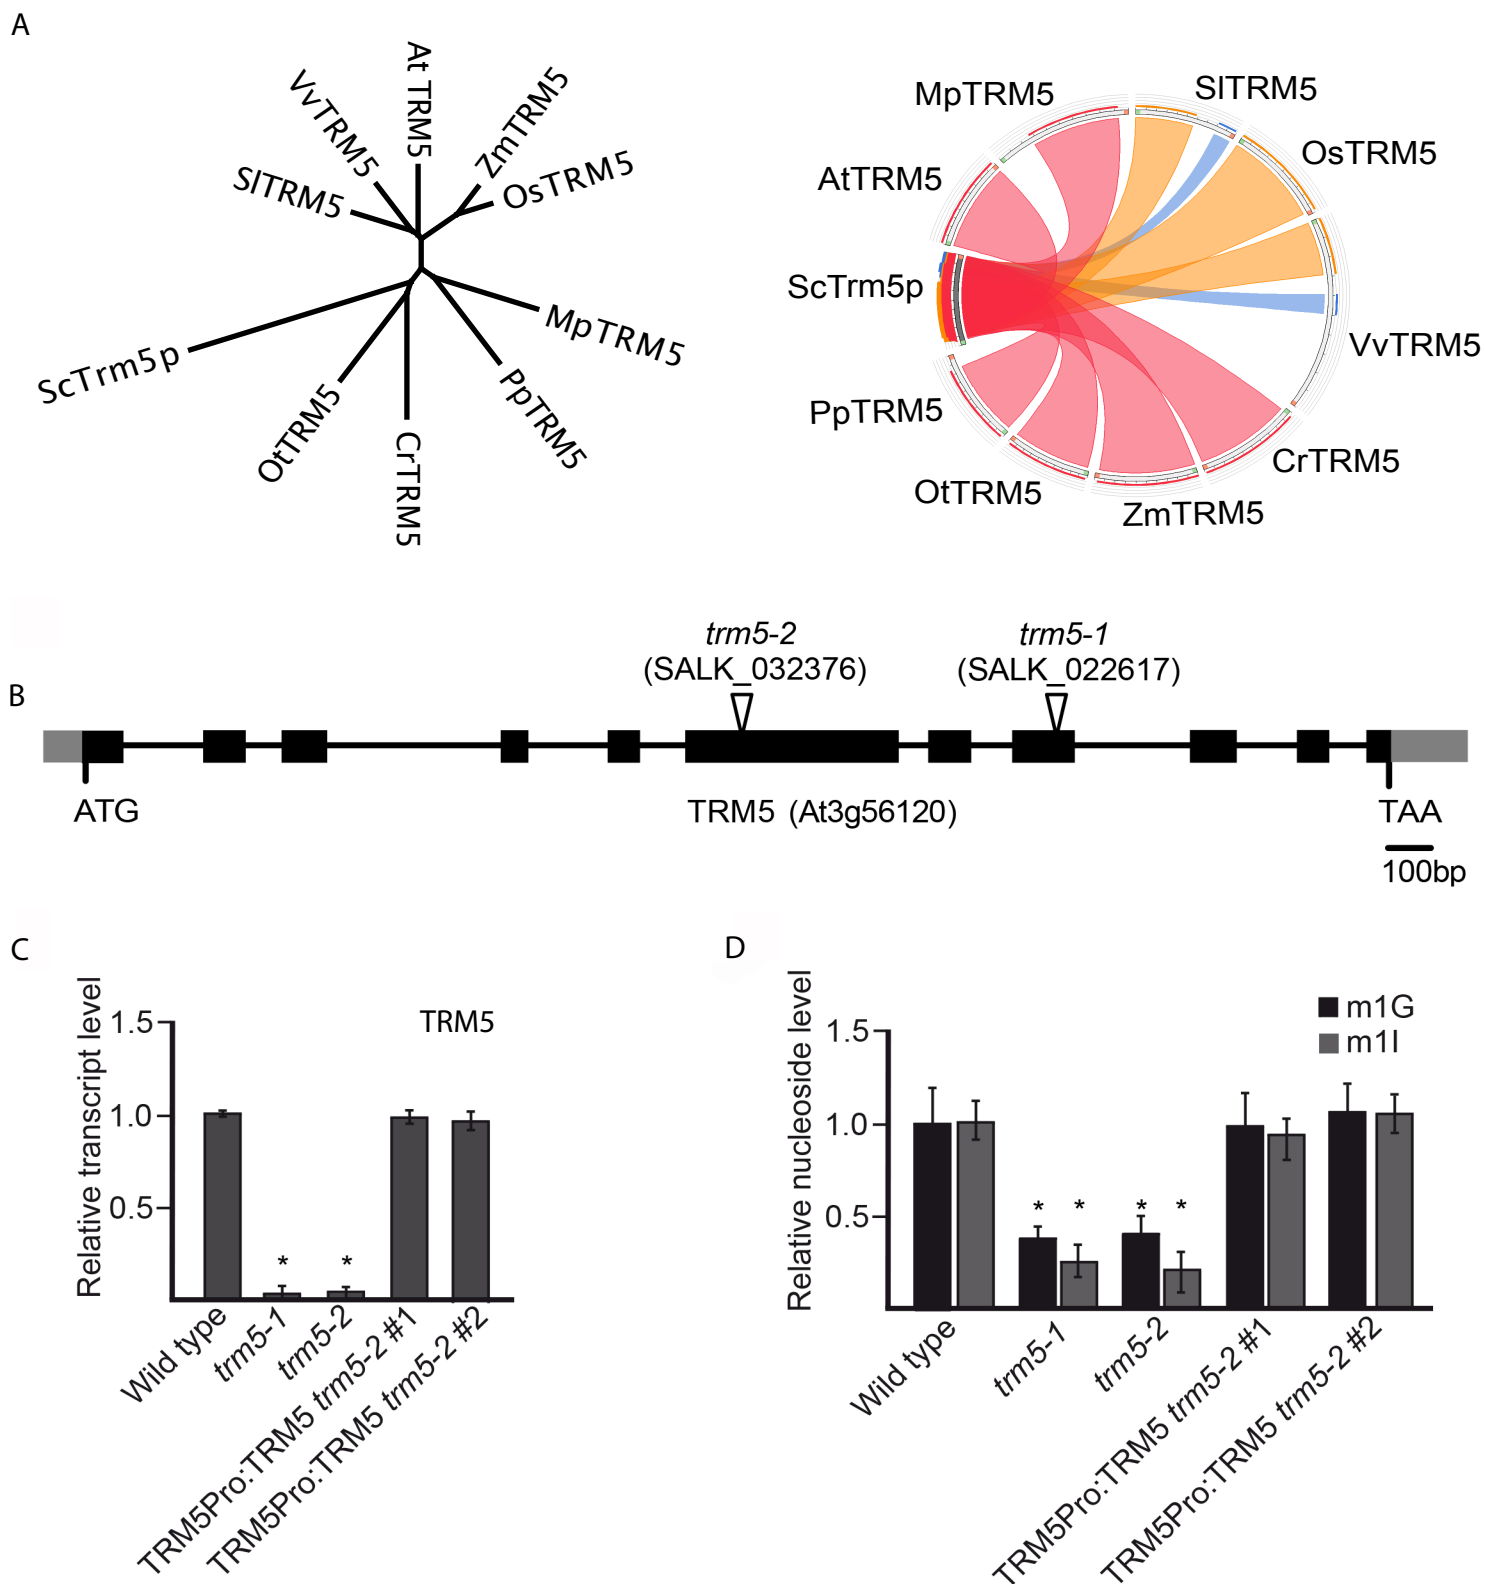 A
At TRM5
VvTRM5
ZmTRM5
SlTRM5
OsTRM5
MpTRM5
ScTrm5p
PpTRM5
OtTRM5
CrTRM5
MpTRM5
SlTRM5
OsTRM5
AtTRM5
ScTrm5p
VvTRM5
PpTRM5
CrTRM5
OtTRM5
ZmTRM5
B
trm5-2
(SALK_032376)
trm5-1
(SALK_022617)
ATG
TRM5 (At3g56120)
TAA
100bp
C
Relative transcript level
TRM5
1.5
1.0
0.5
*
*
Wild type
trm5-1
trm5-2
TRM5Pro:TRM5 trm5-2 #1
TRM5Pro:TRM5 trm5-2 #2
D
Relative nucleoside level
m1G
m1I
1.5
1.0
0.5
*
*
*
*
Wild type
trm5-1
trm5-2
TRM5Pro:TRM5 trm5-2 #1
TRM5Pro:TRM5 trm5-2 #2